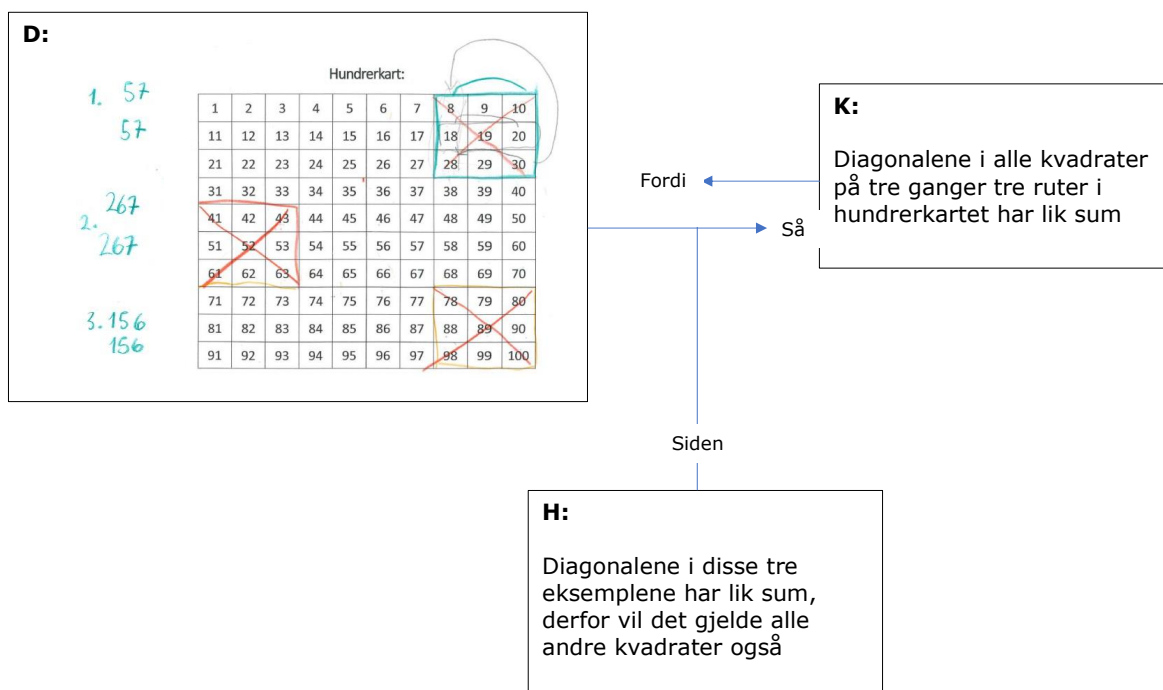 D:
Hundrerkart:
1. 57
57
267
2.
267
3. 156
156
1 2 3 4 5 6 7 8 9 10
11 12 13 14 15 16 17 18 19 20
21 22 23 24 25 26 27 28 29 30
31 32 33 34 35 36 37 38 39 40
41 42 43 44 45 46 47 48 49 50
51 52 53 54 55 56 57 58 59 60
61 62 63 64 65 66 67 68 69 70
71 72 73 74 75 76 77 78 79 80
81 82 83 84 85 86 87 88 89 90
91 92 93 94 95 96 97 98 99 100
Fordi
Så
K:
Diagonalene i alle kvadrater
på tre ganger tre ruter i
hundrerkartet har lik sum
Siden
H:
Diagonalene i disse tre
eksemplene har lik sum,
derfor vil det gjelde alle
andre kvadrater også